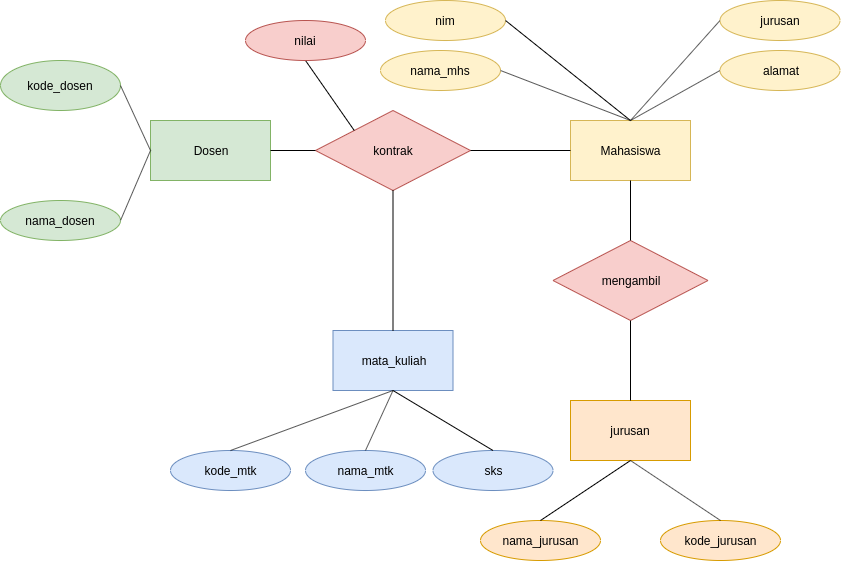 nim
jurusan
nilai
nama_mhs
alamat
kode_dosen
Dosen
kontrak
Mahasiswa
nama_dosen
mengambil
mata_kuliah
jurusan
kode_mtk
nama_mtk
sks
nama_jurusan
kode_jurusan